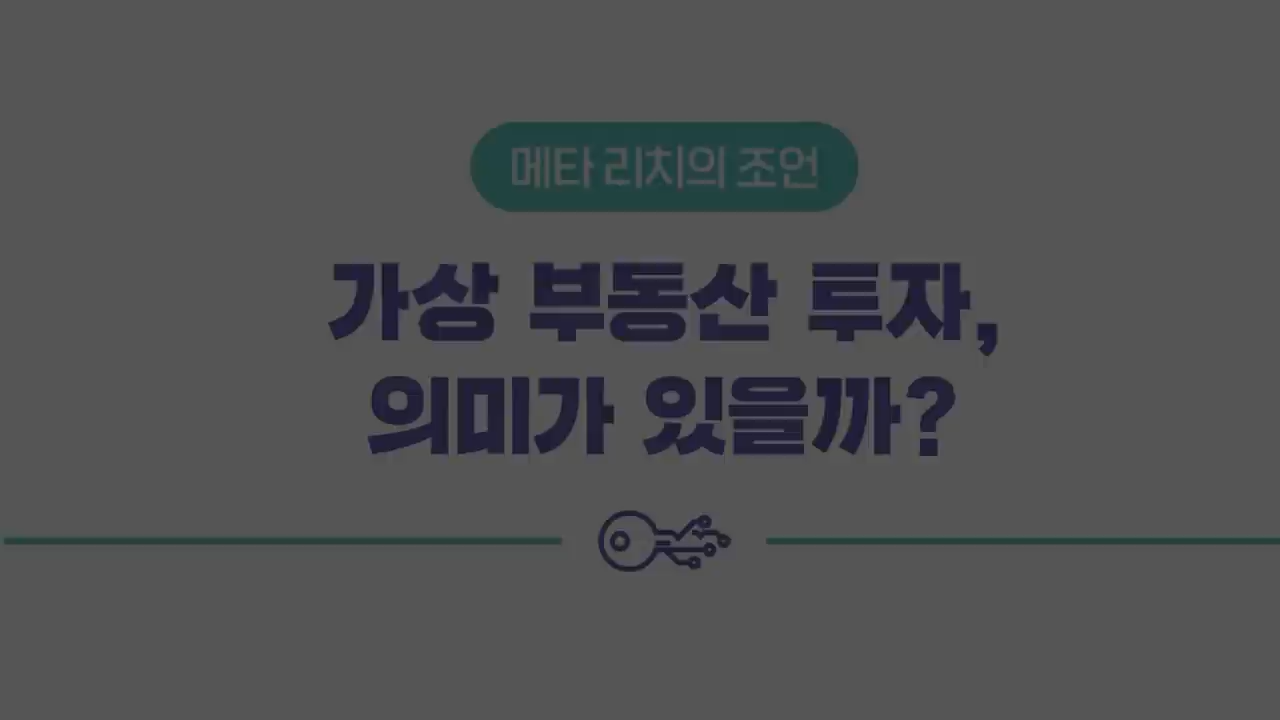 메타 리치의 조언
가상 부동산 투자,
의미가 있을까?